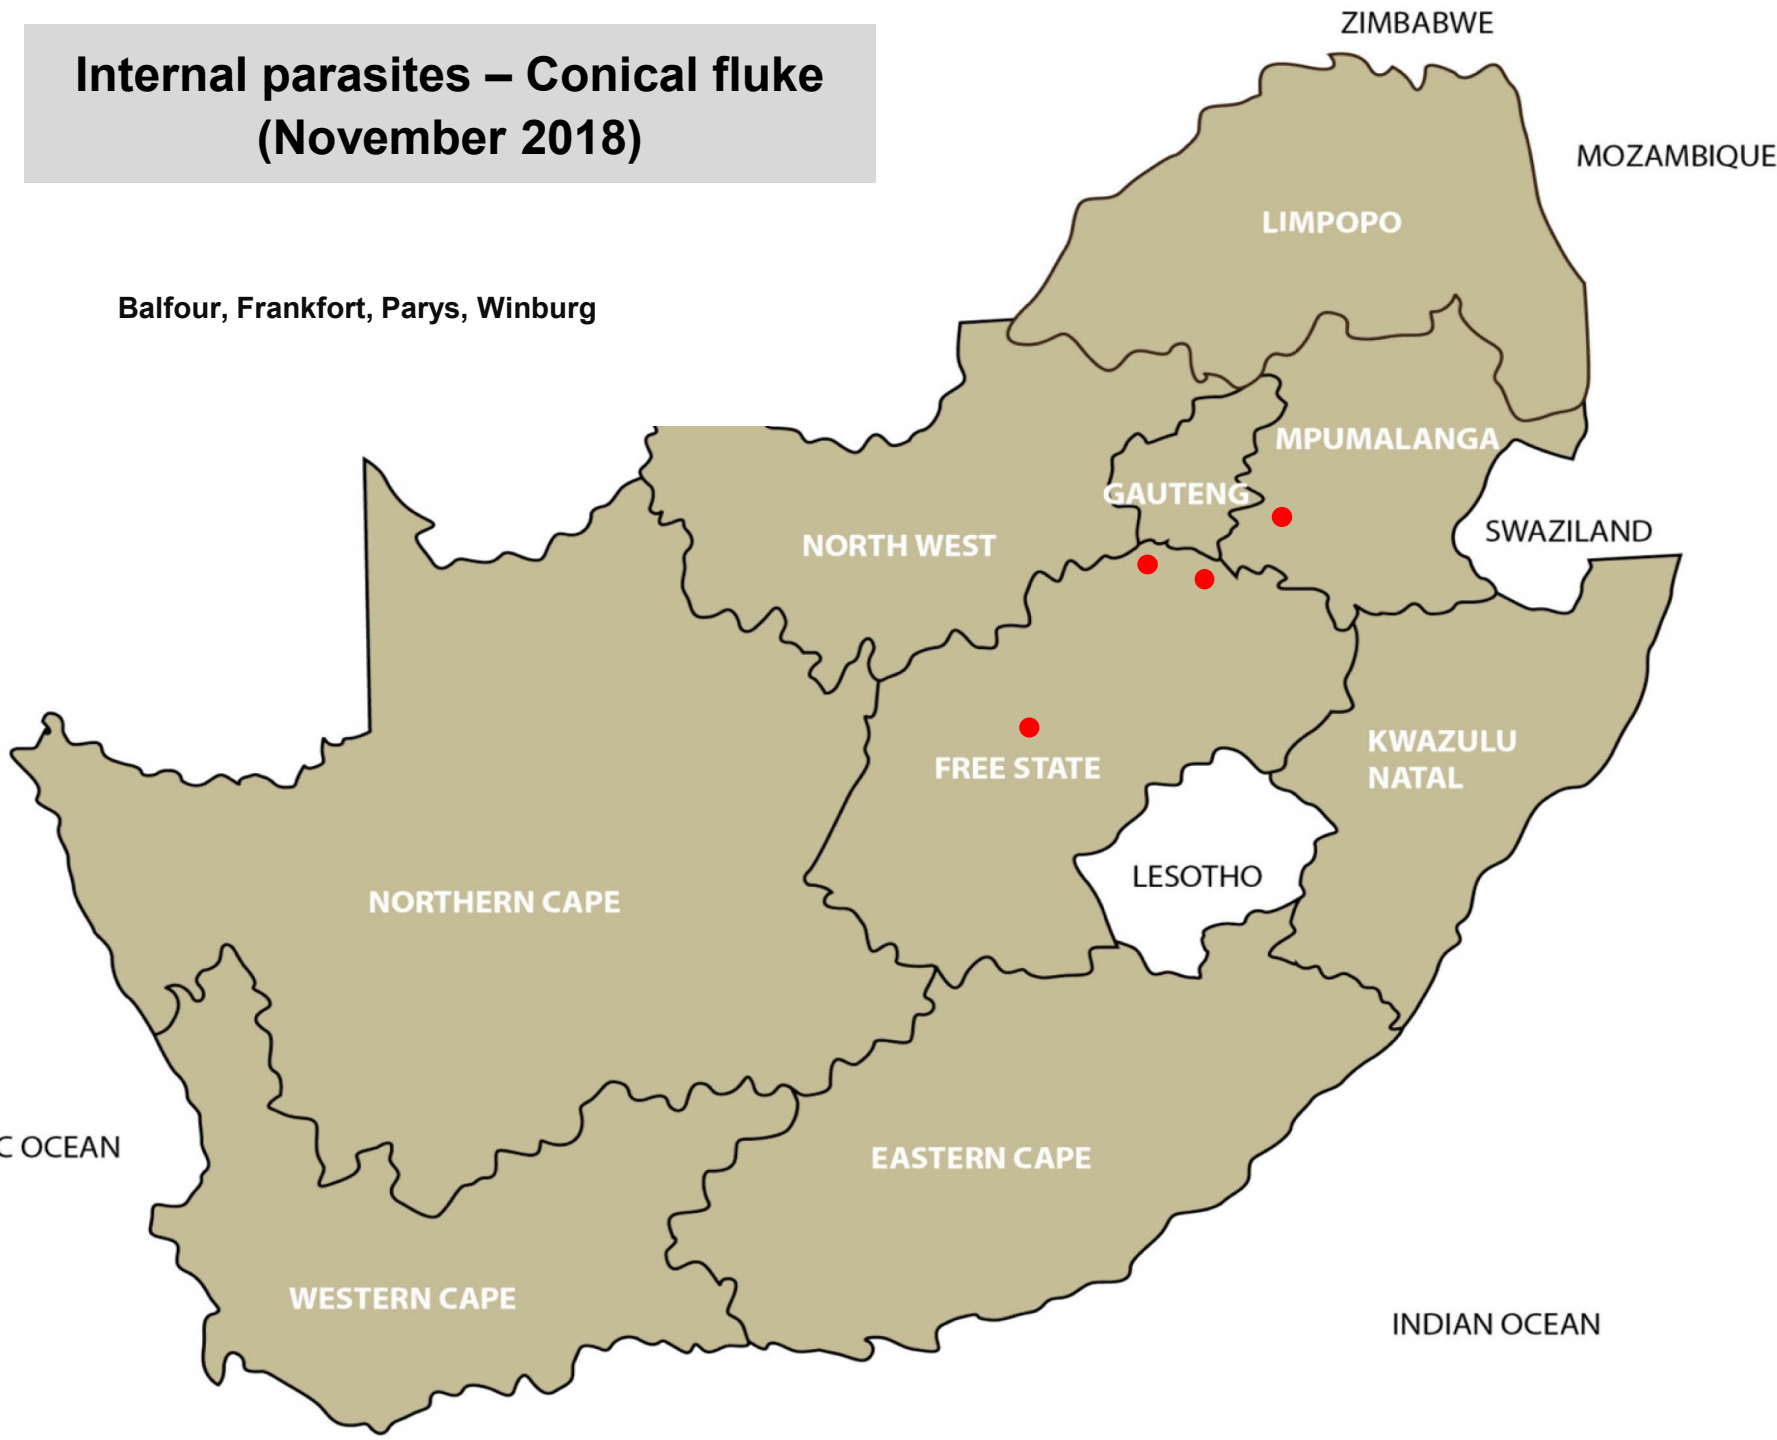 Internal parasites – Conical fluke
(November 2018)
ZIMBABWE
MOZAMBIQUE
LIMPOPO
Balfour, Frankfort, Parys, Winburg
MPUMALANGA
GAUTENG
SWAZILAND
NORTH WEST
KWAZULU
NATAL
FREE STATE
LESOTHO
NORTHERN CAPE
C OCEAN
EASTERN CAPE
WESTERN CAPE
INDIAN OCEAN